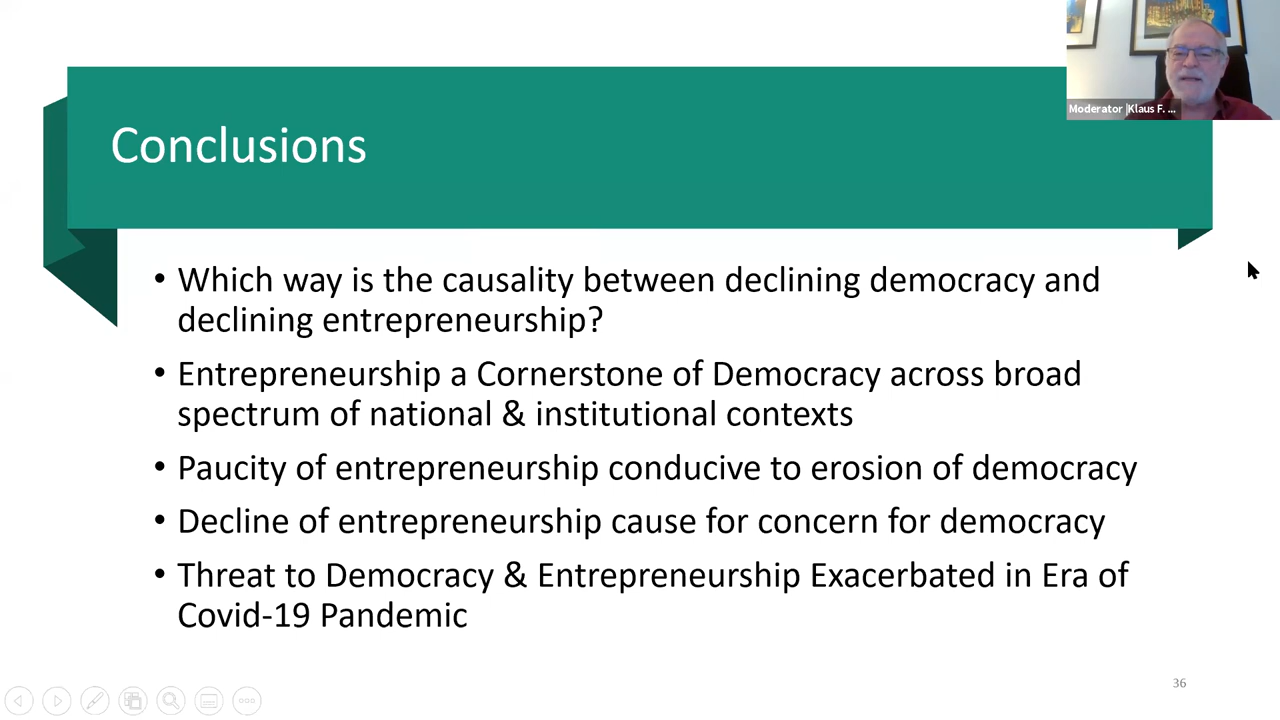 Moderator |Klaus F. ...
Conclusions
• Which way is the causality between declining democracy and
declining entrepreneurship?
• Entrepreneurship a Cornerstone of Democracy across broad
spectrum of national & institutional contexts
• Paucity of entrepreneurship conducive to erosion of democracy
• Decline of entrepreneurship cause for concern for democracy
• Threat to Democracy & Entrepreneurship Exacerbated in Era of
Covid-19 Pandemic
36